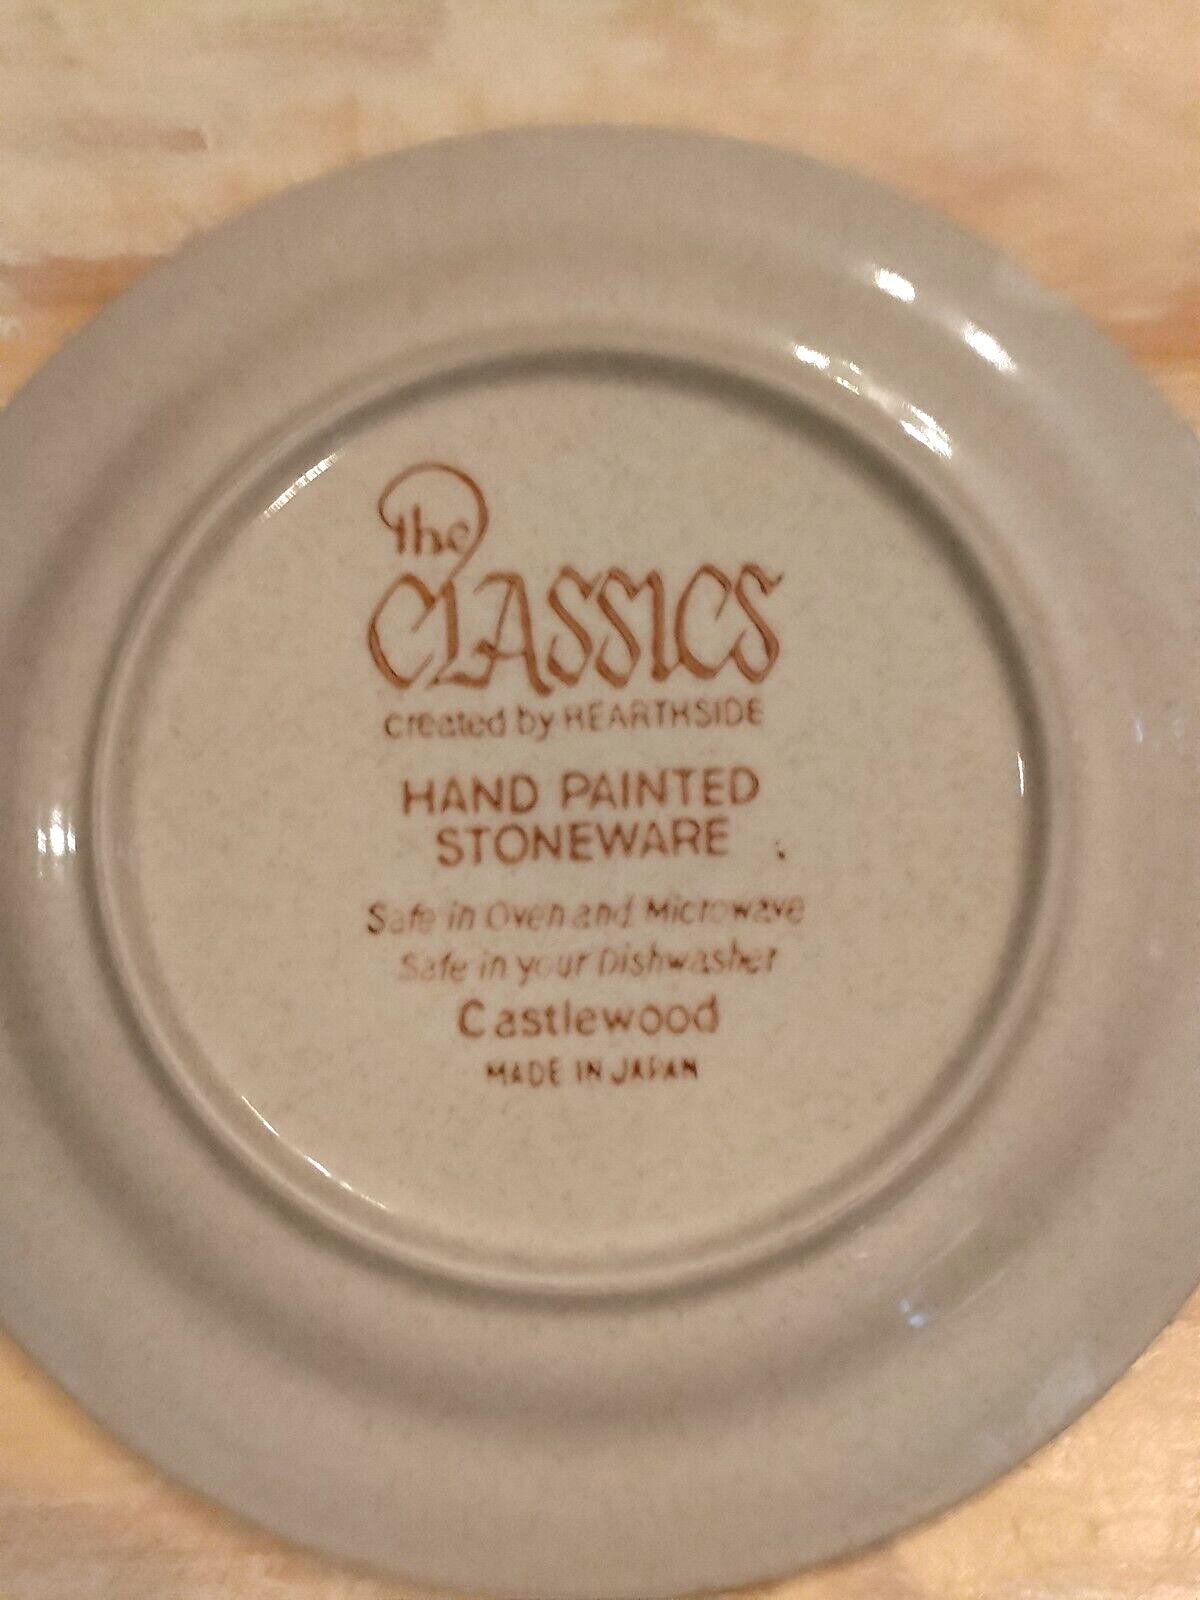 the
CLASSICS
created by HEARTHSIDE
HAND PAINTED
STONEWARE
Safe in Oven and Microwave
Safe in your Dishwasher
Castlewood
MADE IN JAPAN